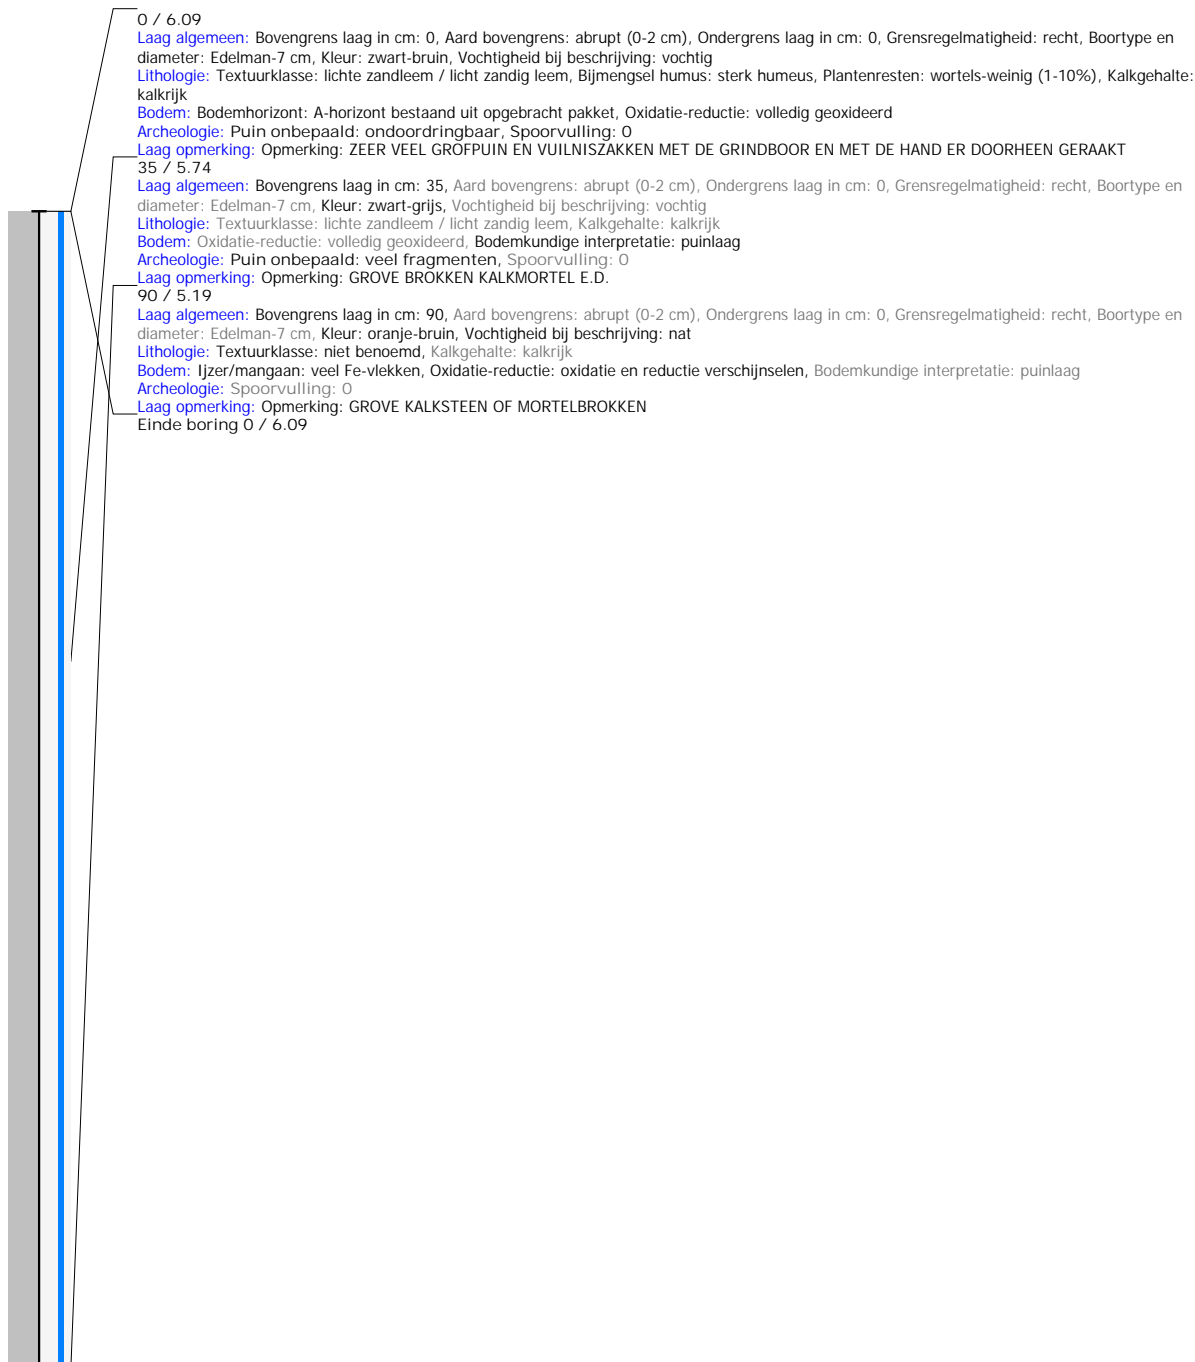 0 / 6.09
Laag algemeen: Bovengrens laag in cm: 0, Aard bovengrens: abrupt (0-2 cm), Ondergrens laag in cm: 0, Grensregelmatigheid: recht, Boortype en
diameter: Edelman-7 cm, Kleur: zwart-bruin, Vochtigheid bij beschrijving: vochtig
Lithologie: Textuurklasse: lichte zandleem / licht zandig leem, Bijmengsel humus: sterk humeus, Plantenresten: wortels-weinig (1-10%), Kalkgehalte:
kalkrijk
Bodem: Bodemhorizont: A-horizont bestaand uit opgebracht pakket, Oxidatie-reductie: volledig geoxideerd
Archeologie: Puin onbepaald: ondoordringbaar, Spoorvulling: 0
Laag opmerking: Opmerking: ZEER VEEL GROFPUIN EN VUILNISZAKKEN MET DE GRINDBOOR EN MET DE HAND ER DOORHEEN GERAAKT
35 / 5.74
Laag algemeen: Bovengrens laag in cm: 35, Aard bovengrens: abrupt (0-2 cm), Ondergrens laag in cm: 0, Grensregelmatigheid: recht, Boortype en
diameter: Edelman-7 cm, Kleur: zwart-grijs, Vochtigheid bij beschrijving: vochtig
Lithologie: Textuurklasse: lichte zandleem / licht zandig leem, Kalkgehalte: kalkrijk
Bodem: Oxidatie-reductie: volledig geoxideerd, Bodemkundige interpretatie: puinlaag
Archeologie: Puin onbepaald: veel fragmenten, Spoorvulling: 0
Laag opmerking: Opmerking: GROVE BROKKEN KALKMORTEL E.D.
90 / 5.19
Laag algemeen: Bovengrens laag in cm: 90, Aard bovengrens: abrupt (0-2 cm), Ondergrens laag in cm: 0, Grensregelmatigheid: recht, Boortype en
diameter: Edelman-7 cm, Kleur: oranje-bruin, Vochtigheid bij beschrijving: nat
Lithologie: Textuurklasse: niet benoemd, Kalkgehalte: kalkrijk
Bodem: Ijzer/mangaan: veel Fe-vlekken, Oxidatie-reductie: oxidatie en reductie verschijnselen, Bodemkundige interpretatie: puinlaag
Archeologie: Spoorvulling: 0
Laag opmerking: Opmerking: GROVE KALKSTEEN OF MORTELBROKKEN
Einde boring 0 / 6.09